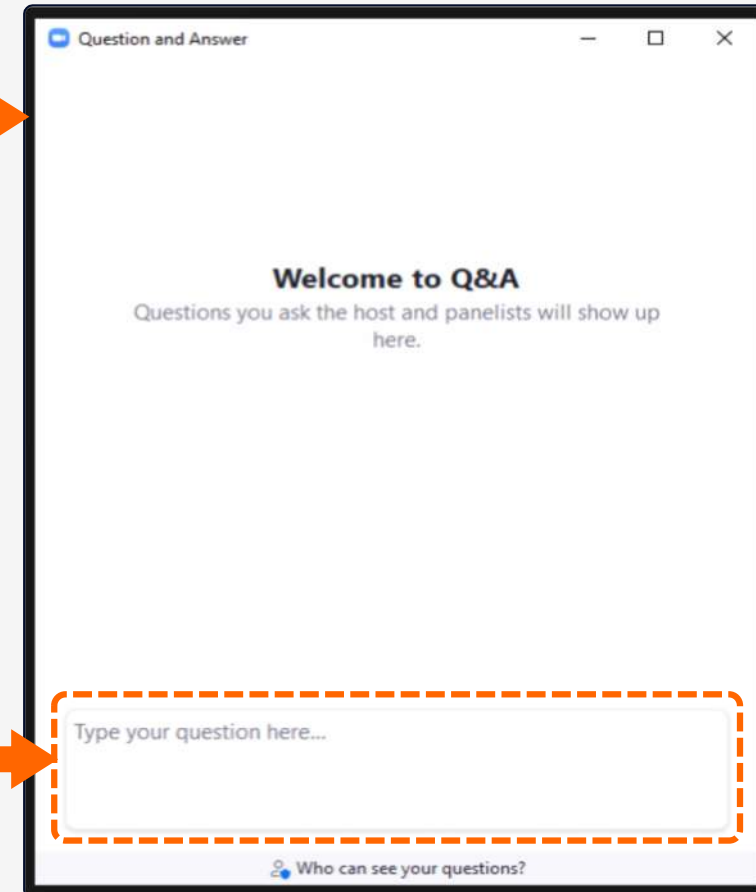 Question and Answer
Welcome to Q&A
Questions you ask the host and panelists will show up
here.
Type your question here...
Who can see your questions?